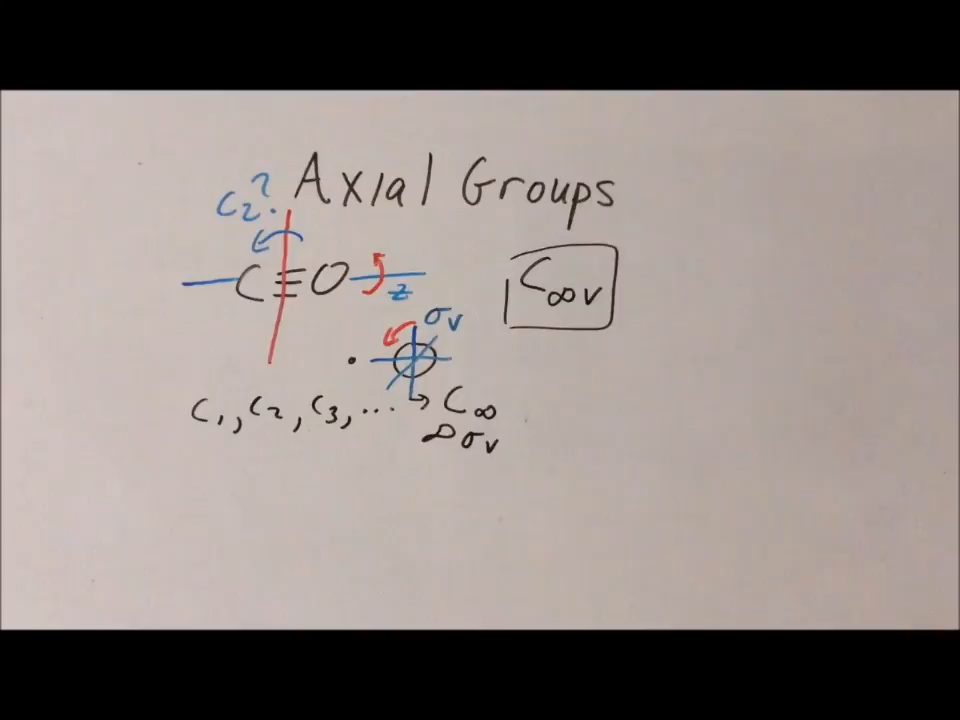 Axial Groups
C₂?
C≡O
z
C∞v
σv
C₁, C₂, C₃, ... → C∞
∞σv